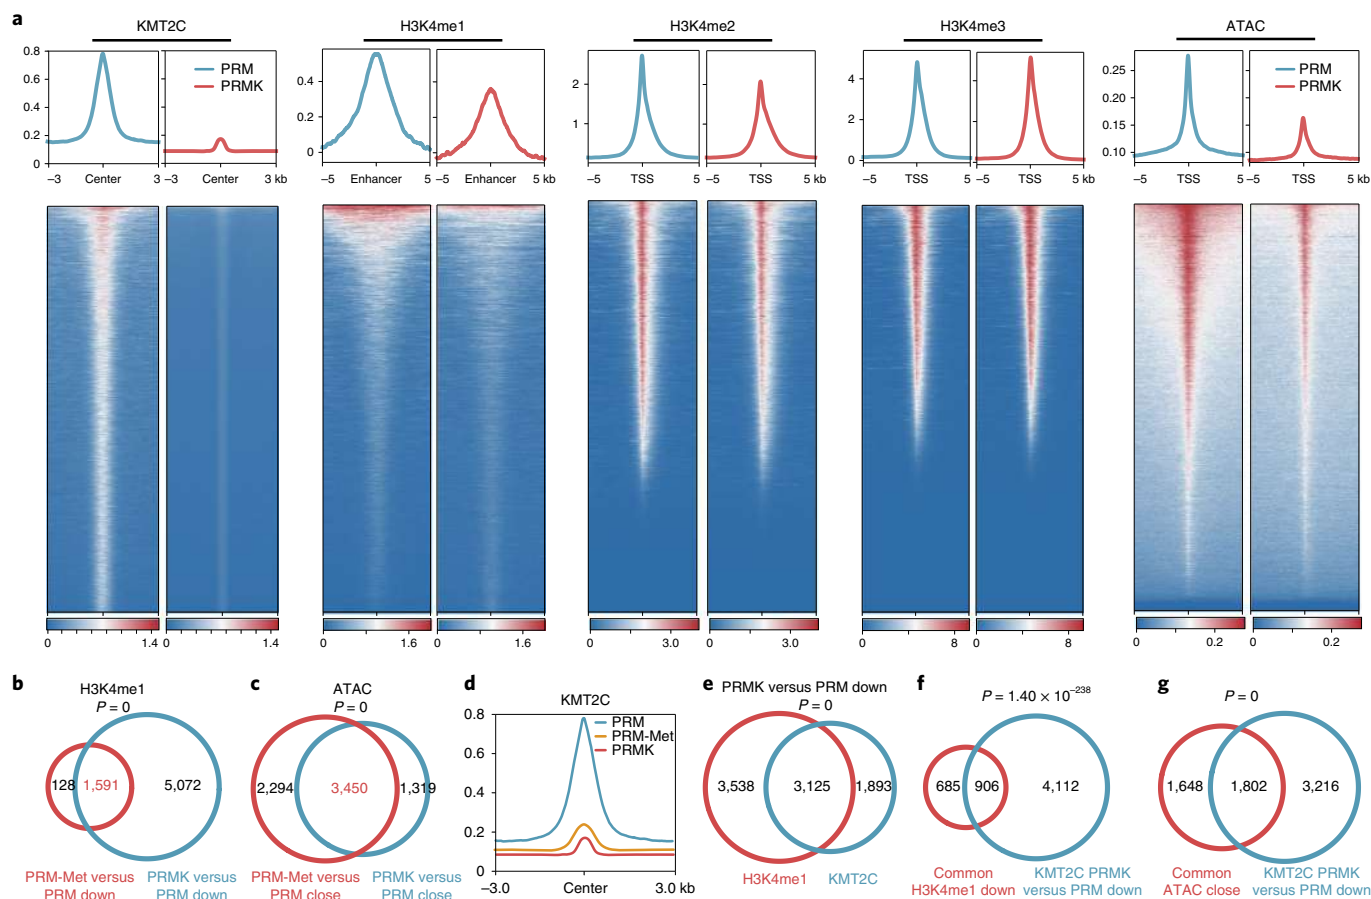 a
KMT2C
H3K4me1
H3K4me2
H3K4me3
ATAC
0.8
0.6
0.4
0.2
0
PRM
PRMK
0.4
0.2
0
2
1
4
2
0
0.25
0.20
0.15
0.10
PRM
PRMK
–3 Center 3 –3 Center 3 kb
–5 Enhancer 5 –5 Enhancer 5 kb
–5 TSS 5 –5 TSS 5 kb
–5 TSS 5 –5 TSS 5 kb
–5 TSS 5 –5 TSS 5 kb
0 1.4 0 1.4
0 1.6 0 1.6
0 3.0 0 3.0
0 8 0 8
0 0.2 0 0.2
b
H3K4me1
P = 0
128 1,591 5,072
PRM-Met versus
PRM down
PRMK versus
PRM down
c
ATAC
P = 0
2,294 3,450 1,319
PRM-Met versus
PRM close
PRMK versus
PRM close
d
KMT2C
0.8
0.6
0.4
0.2
0
PRM
PRM-Met
PRMK
–3.0 Center 3.0 kb
e
PRMK versus PRM down
P = 0
3,538 3,125 1,893
H3K4me1 KMT2C
f
P = 1.40 × 10⁻²³⁸
685 906 4,112
Common
H3K4me1 down
KMT2C PRMK
versus PRM down
g
P = 0
1,648 1,802 3,216
Common
ATAC close
KMT2C PRMK
versus PRM down